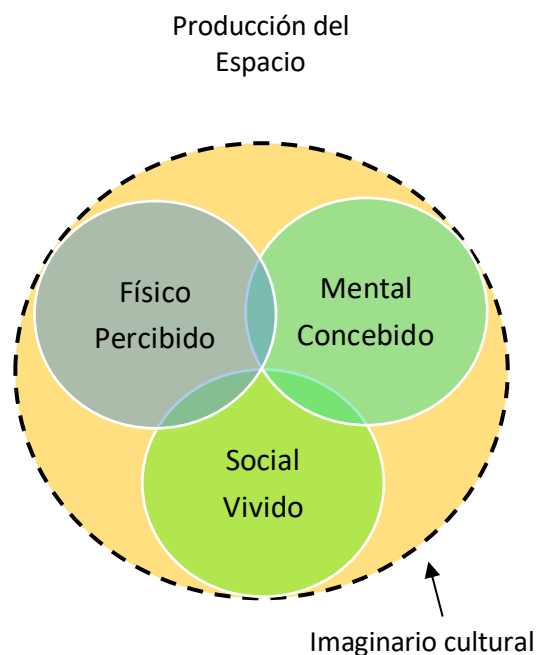 Producción del
Espacio
Físico
Percibido
Mental
Concebido
Social
Vivido
Imaginario cultural